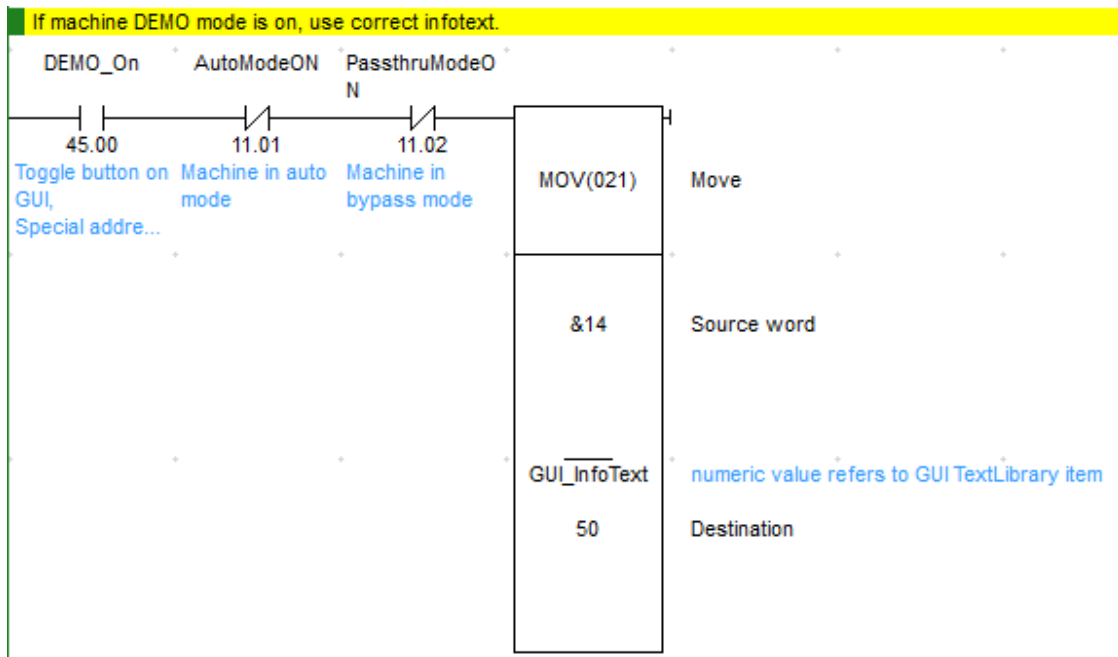 If machine DEMO mode is on, use correct infotext.
DEMO_On
AutoModeON
PassthruModeO
N
45.00
11.01
11.02
Toggle button on
GUI,
Special addre...
Machine in auto
mode
Machine in
bypass mode
MOV(021)
Move
&14
Source word
GUI_InfoText
numeric value refers to GUI TextLibrary item
50
Destination